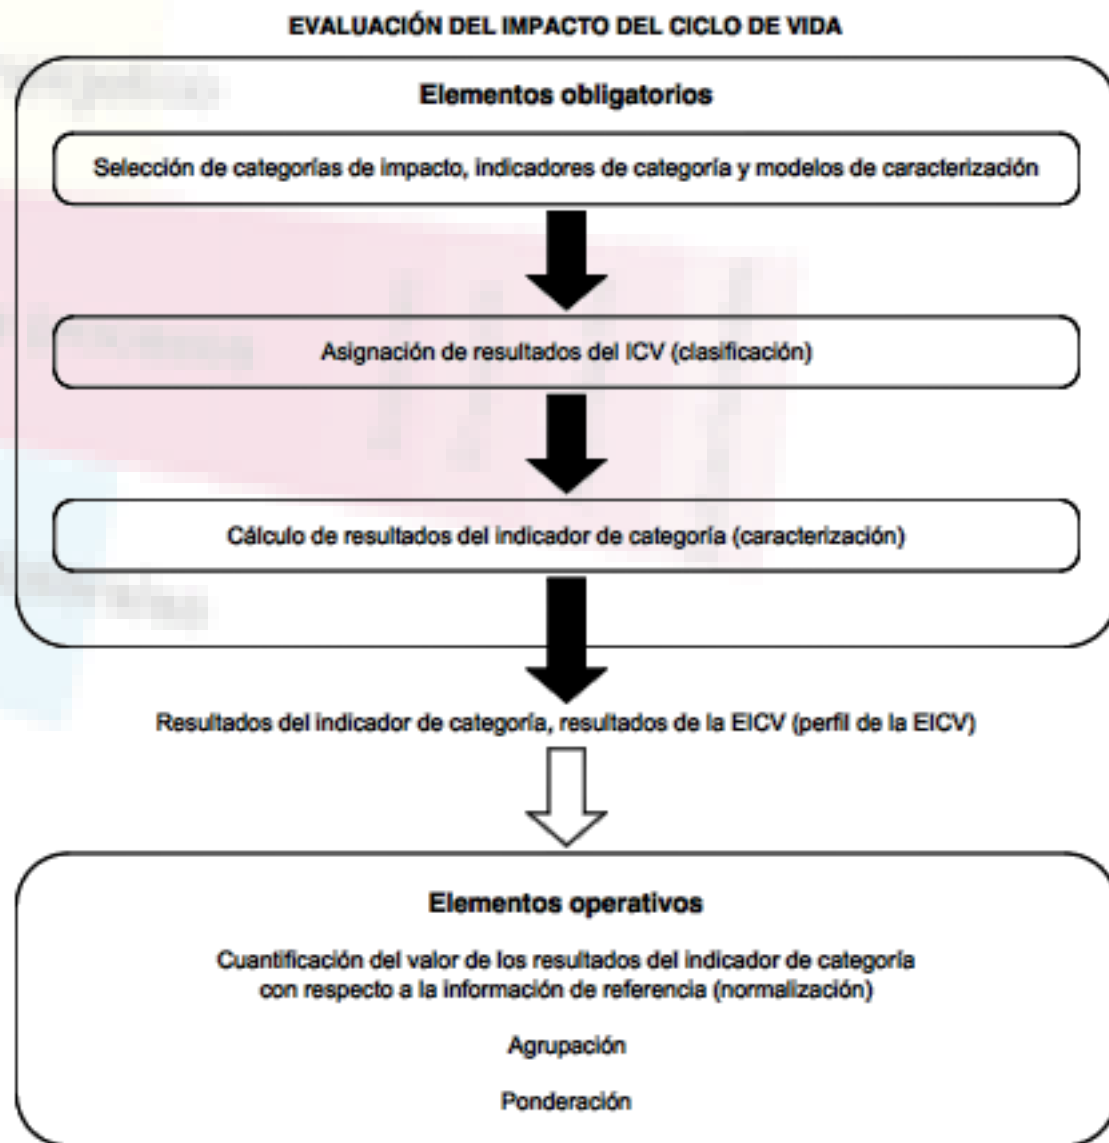 EVALUACIÓN DEL IMPACTO DEL CICLO DE VIDA
Elementos obligatorios
Selección de categorías de impacto, indicadores de categoría y modelos de caracterización
Asignación de resultados del ICV (clasificación)
Cálculo de resultados del indicador de categoría (caracterización)
Resultados del indicador de categoría, resultados de la EICV (perfil de la EICV)
Elementos operativos
Cuantificación del valor de los resultados del indicador de categoría
con respecto a la información de referencia (normalización)
Agrupación
Ponderación